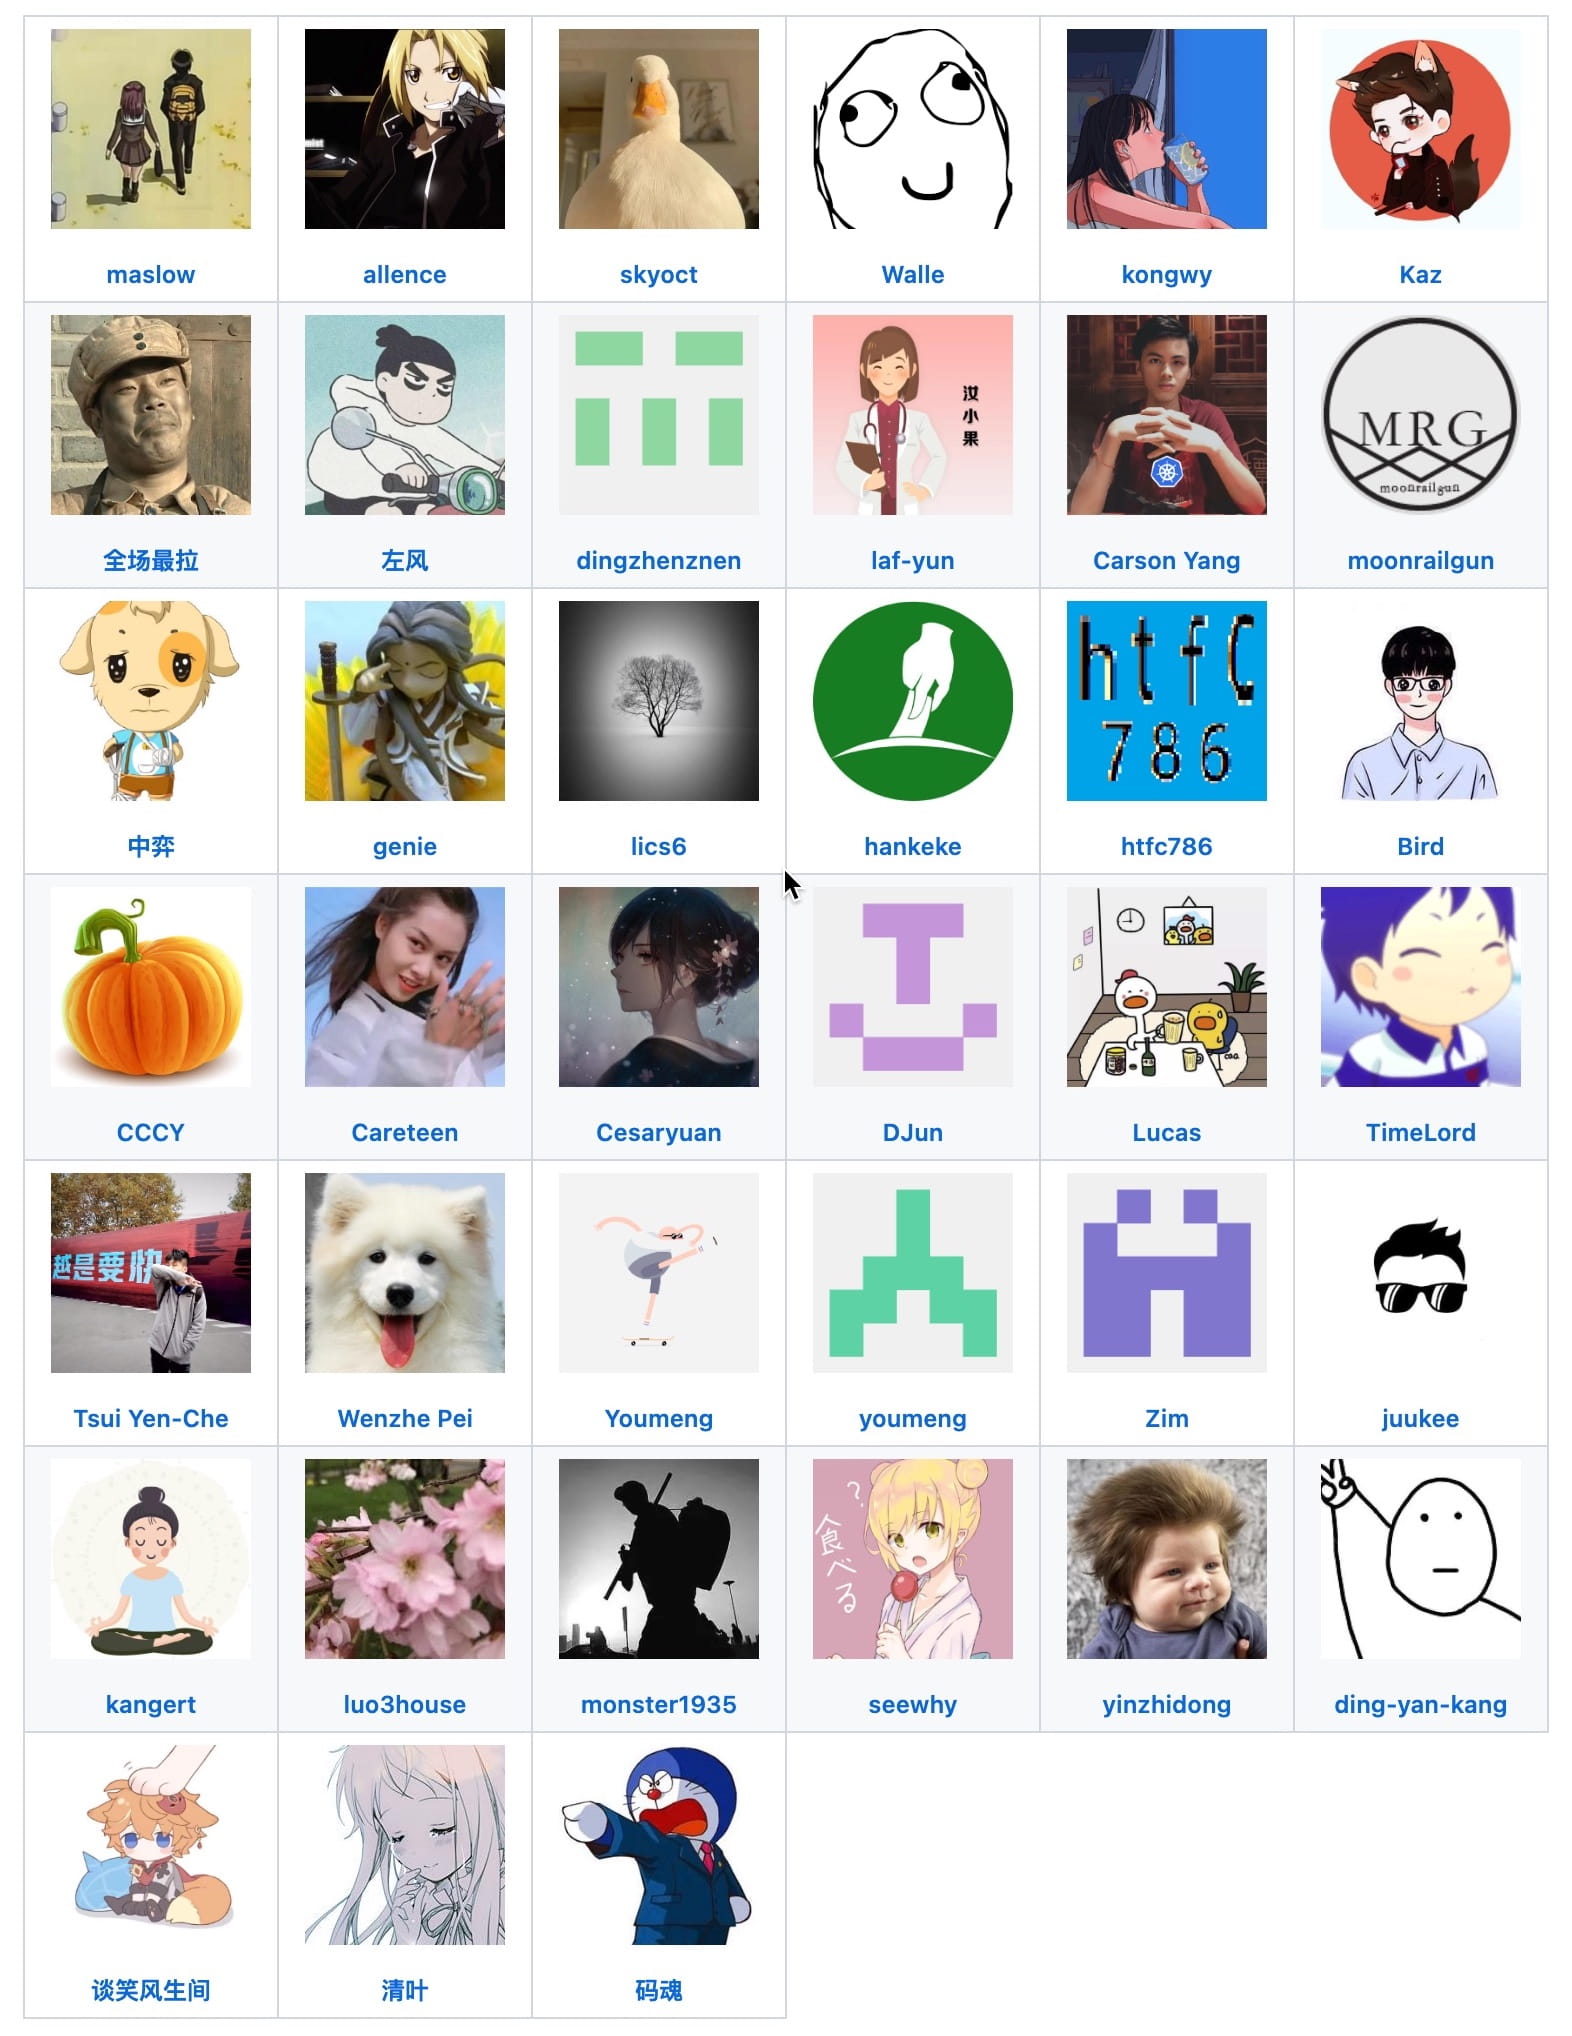 maslow
allence
skyoct
Walle
kongwy
Kaz
汝小果
MRG
moonrailgun
全场最拉
左风
dingzhenznen
laf-yun
Carson Yang
moonrailgun
htfC
786
中弈
genie
lics6
hankeke
htfc786
Bird
CCCY
Careteen
Cesaryuan
DJun
Lucas
TimeLord
越是要快
Tsui Yen-Che
Wenzhe Pei
Youmeng
youmeng
Zim
juukee
?
食べる
kangert
luo3house
monster1935
seewhy
yinzhidong
ding-yan-kang
谈笑风生间
清叶
码魂